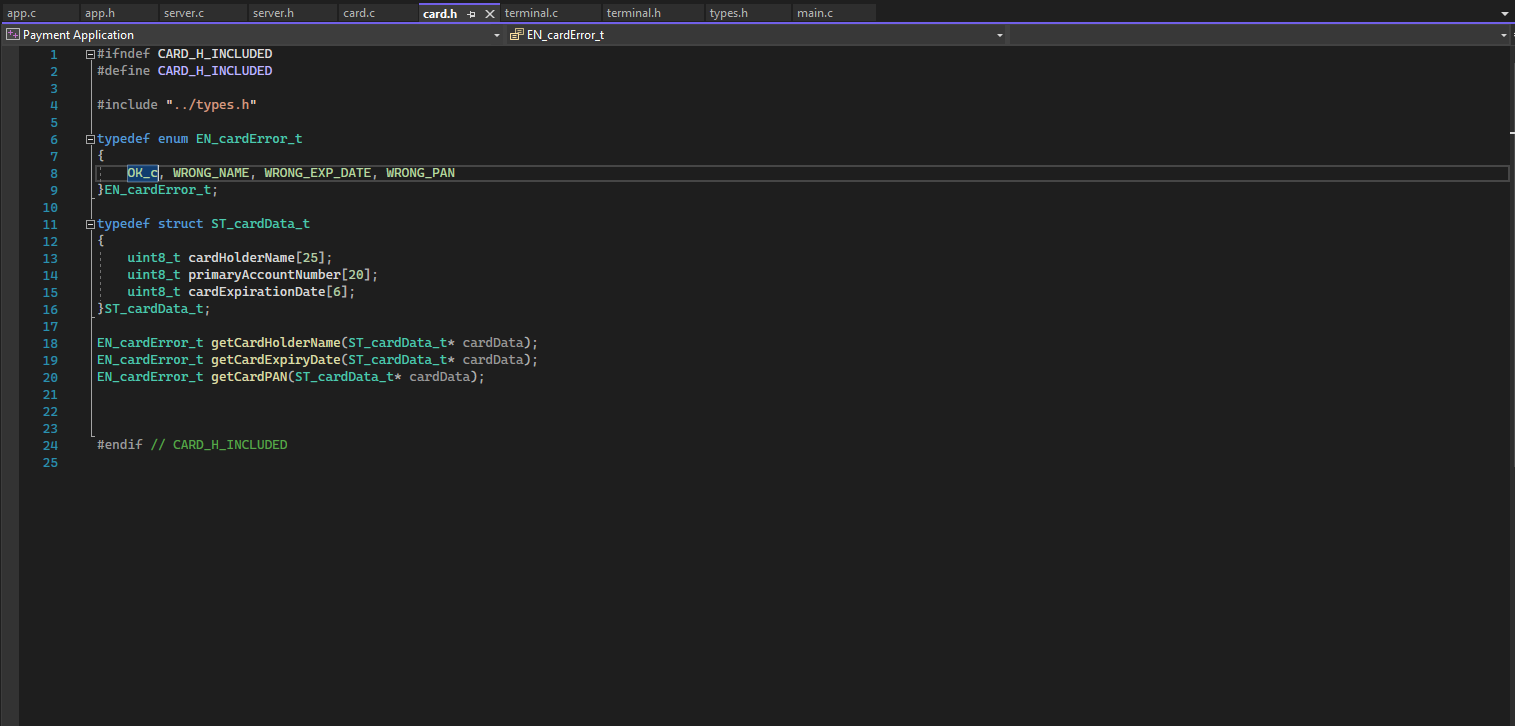 app.c app.h server.c server.h card.c card.h terminal.c terminal.h types.h main.c
Payment Application EN_cardError_t
1 #ifndef CARD_H_INCLUDED
2 #define CARD_H_INCLUDED
3
4 #include "../types.h"
5
6 typedef enum EN_cardError_t
7 {
8 OK_c, WRONG_NAME, WRONG_EXP_DATE, WRONG_PAN
9 }EN_cardError_t;
10
11 typedef struct ST_cardData_t
12 {
13 uint8_t cardHolderName[25];
14 uint8_t primaryAccountNumber[20];
15 uint8_t cardExpirationDate[6];
16 }ST_cardData_t;
17
18 EN_cardError_t getCardHolderName(ST_cardData_t* cardData);
19 EN_cardError_t getCardExpiryDate(ST_cardData_t* cardData);
20 EN_cardError_t getCardPAN(ST_cardData_t* cardData);
21
22
23
24 #endif // CARD_H_INCLUDED
25